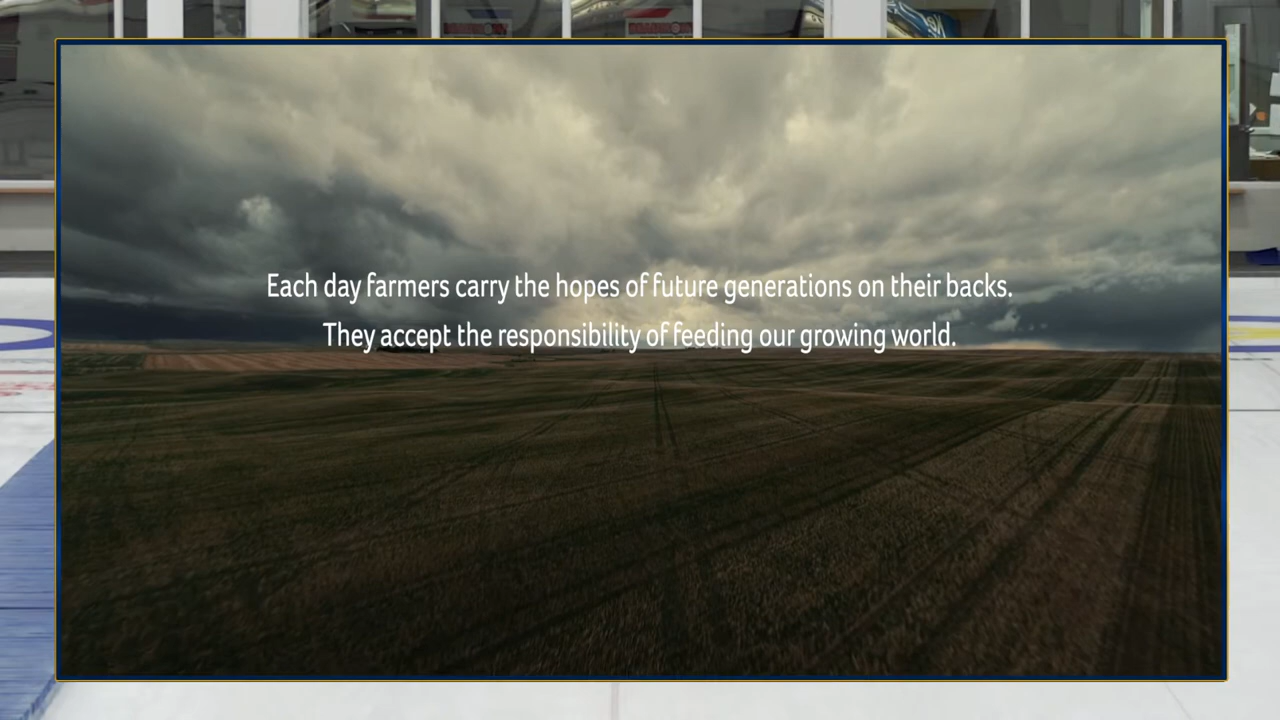 Each day farmers carry the hopes of future generations on their backs.
They accept the responsibility of feeding our growing world.